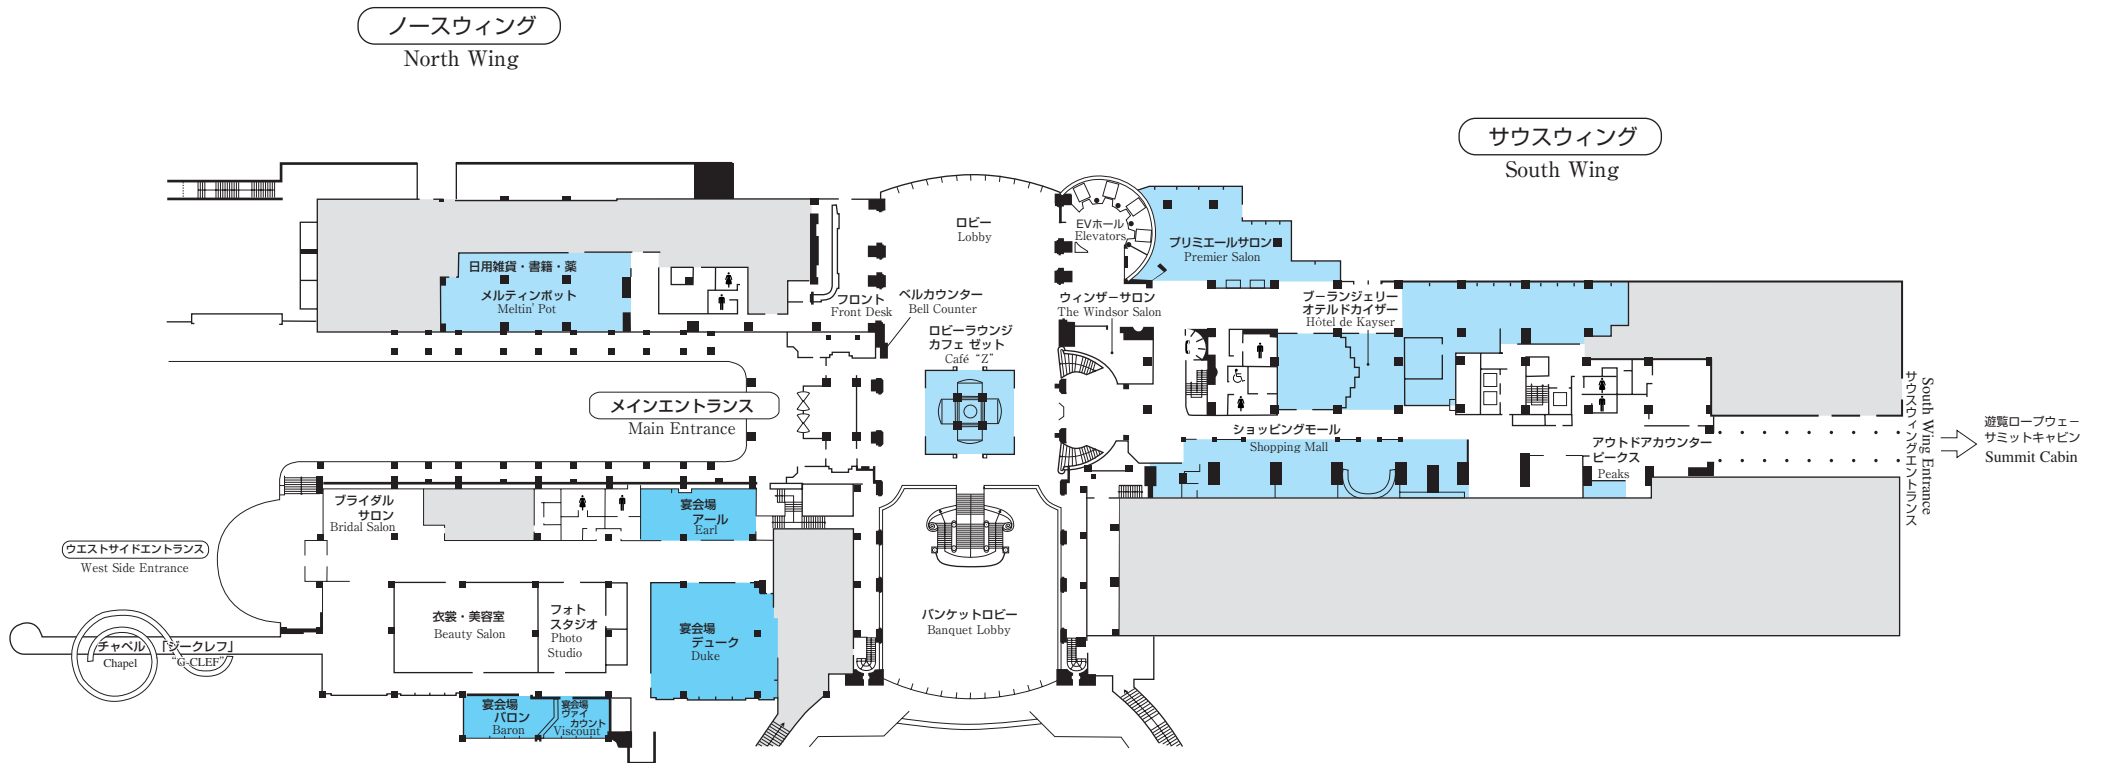 ノースウィング
North Wing
サウスウィング
South Wing
ロビー
Lobby
EVホール
Elevators
プリミエールサロン
Premier Salon
日用雑貨・書籍・薬
メルティンポット
Meltin' Pot
フロント
Front Desk
ベルカウンター
Bell Counter
ウィンザーサロン
The Windsor Salon
ブーランジェリー
オテルドカイザー
Hôtel de Kayser
ロビーラウンジ
カフェ ゼット
Café “Z”
メインエントランス
Main Entrance
ショッピングモール
Shopping Mall
アウトドアカウンター
ピークス
Peaks
サウスウィングエントランス
South Wing Entrance
遊覧ロープウェー
サミットキャビン
Summit Cabin
ブライダル
サロン
Bridal Salon
宴会場
アール
Earl
ウエストサイドエントランス
West Side Entrance
衣裳・美容室
Beauty Salon
フォト
スタジオ
Photo
Studio
宴会場
デューク
Duke
バンケットロビー
Banquet Lobby
チャペル 「ジークレフ」
Chapel “G-CLEF”
宴会場
バロン
Baron
宴会場
ヴァイ
カウント
Viscount